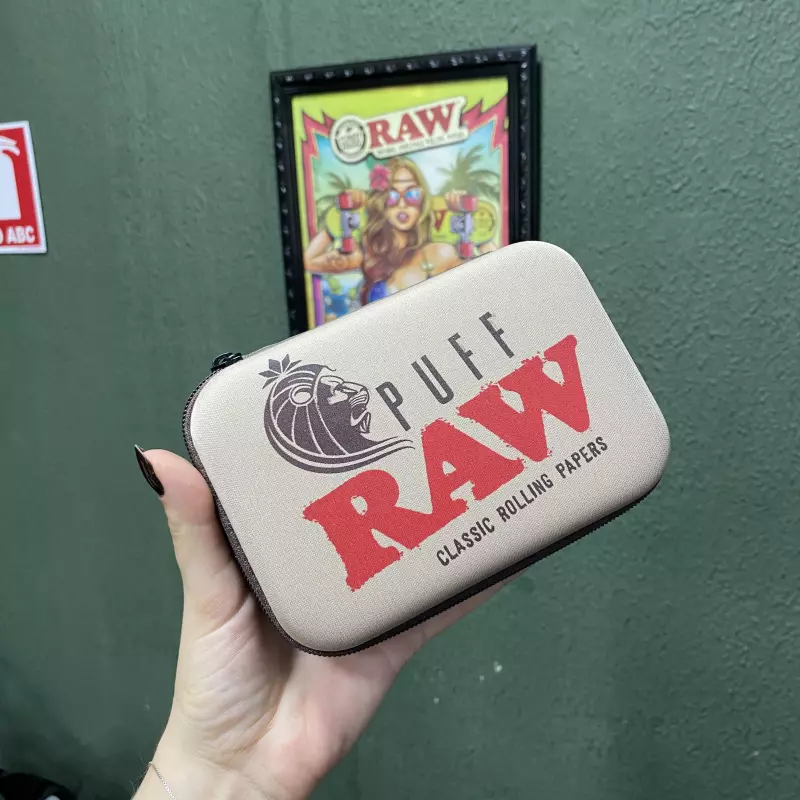 RAW
ABC
PUFF
RAW
CLASSIC ROLLING PAPERS